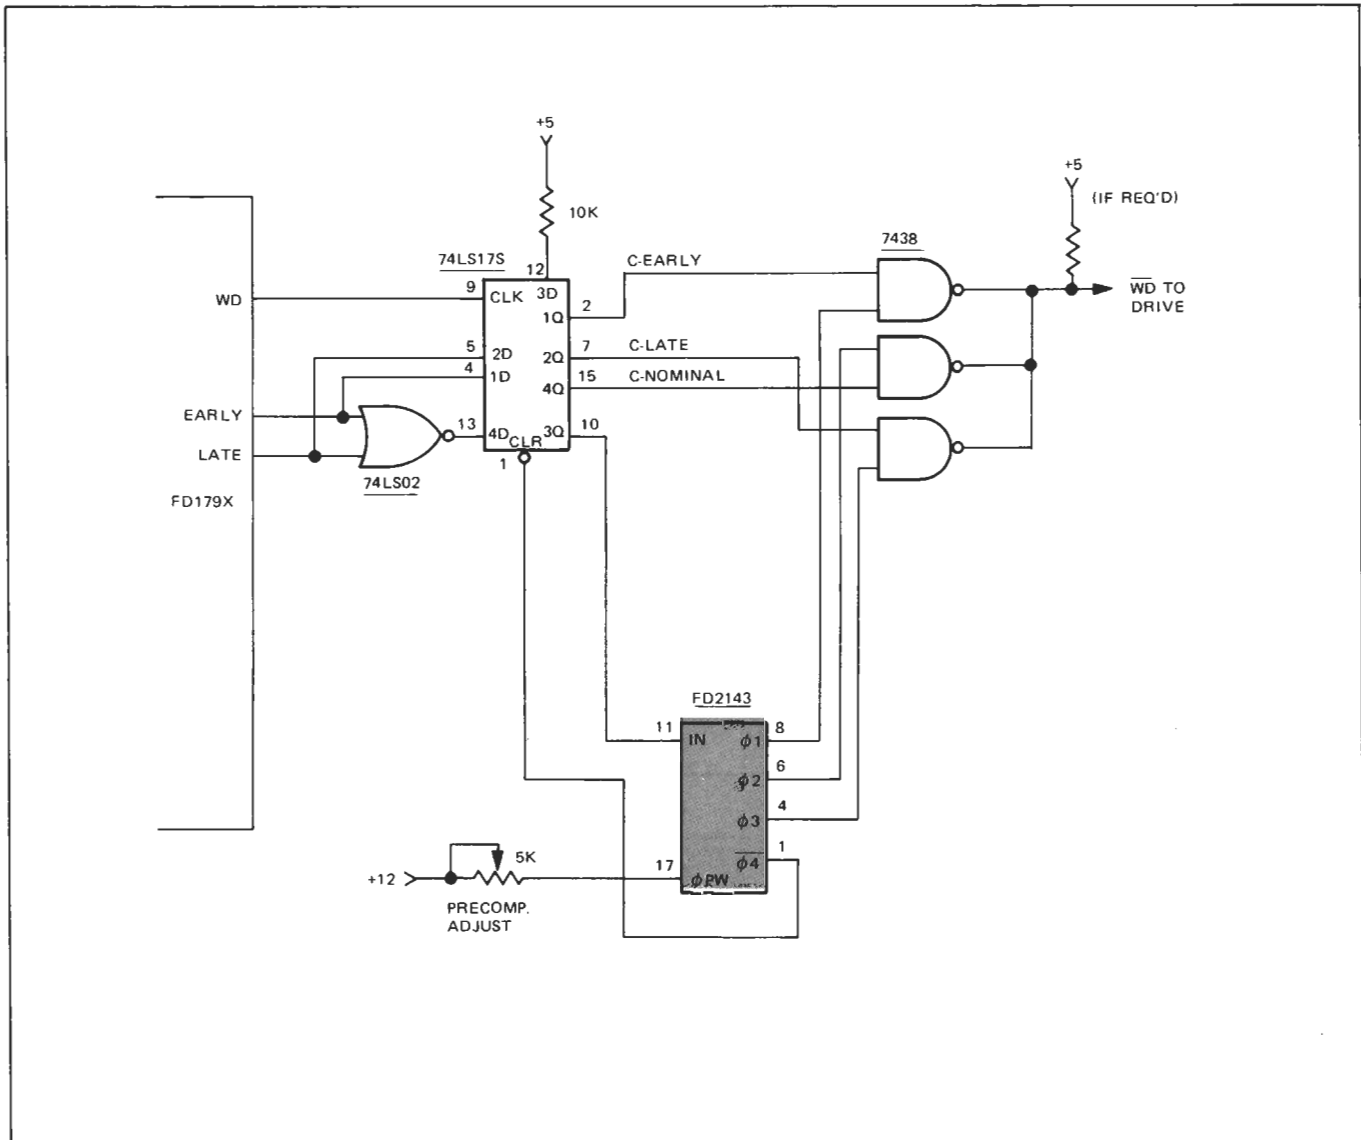 +5
+5
(IF REQ'D)
10K
7438
74LS17S
12
C-EARLY
9
CLK
3D
WD
2
1Q
WD TO
DRIVE
5
2D
2Q
7
C-LATE
4
1D
4Q
15
C-NOMINAL
EARLY
13
4D
3Q
10
CLR
LATE
1
74LS02
FD179X
FD2143
11
IN
ϕ1
8
ϕ2
6
ϕ3
4
ϕ4
1
5K
+12
17
ϕPW
PRECOMP.
ADJUST